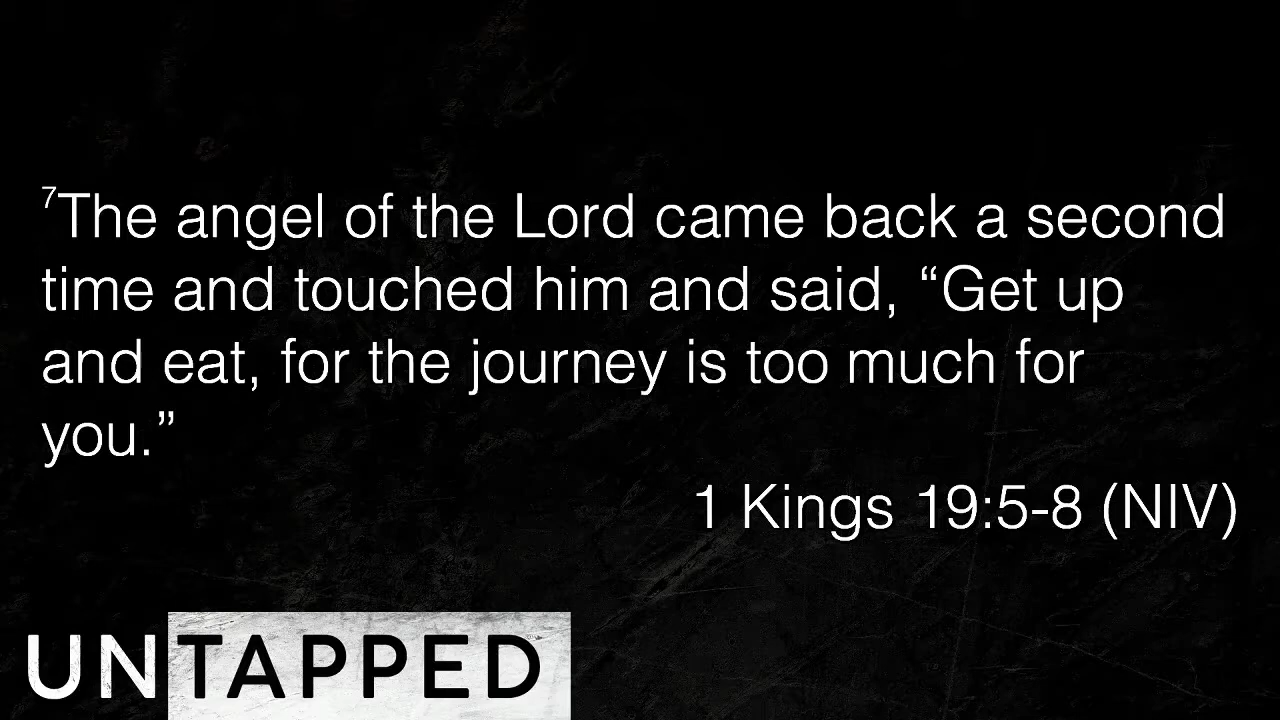 ⁷The angel of the Lord came back a second
time and touched him and said, “Get up
and eat, for the journey is too much for
you.”
1 Kings 19:5-8 (NIV)
UNTAPPED